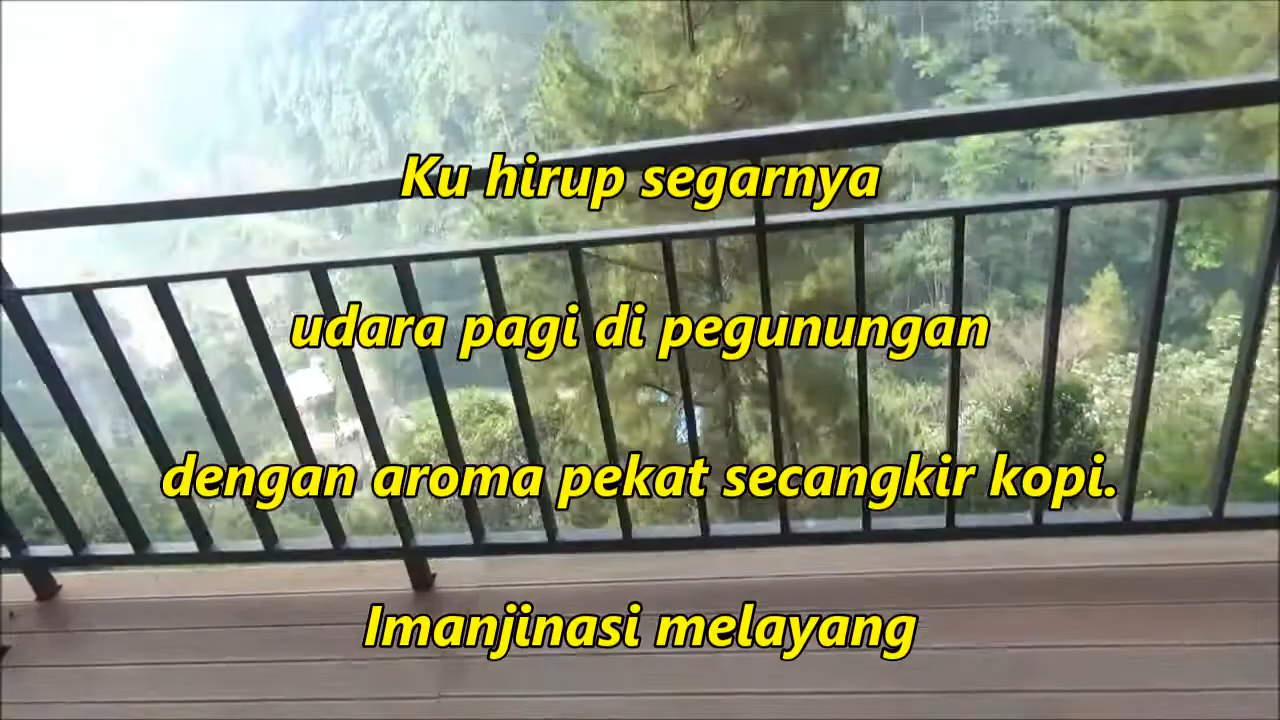 Ku hirup segarnya
udara pagi di pegunungan
dengan aroma pekat secangkir kopi.
Imanjinasi melayang